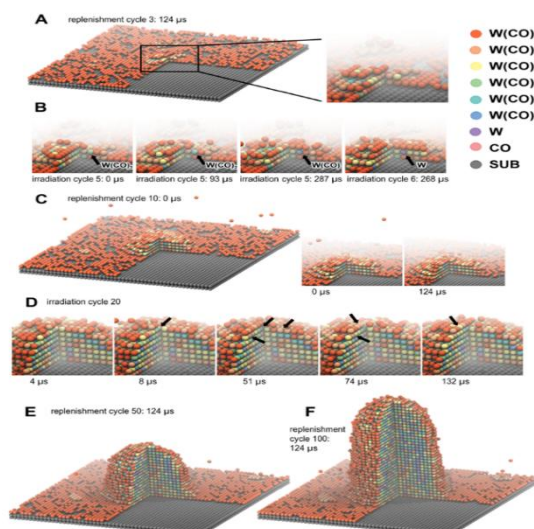 A
replenishment cycle 3: 124 µs
W(CO)
W(CO)
W(CO)
W(CO)
W(CO)
W(CO)
W
CO
SUB
B
W(CO)
W(CO)
W(CO)
W
irradiation cycle 5: 0 µs
irradiation cycle 5: 93 µs
irradiation cycle 5: 287 µs
irradiation cycle 6: 268 µs
C
replenishment cycle 10: 0 µs
0 µs
124 µs
D
irradiation cycle 20
4 µs
8 µs
51 µs
74 µs
132 µs
E
replenishment cycle 50: 124 µs
F
replenishment
cycle 100:
124 µs